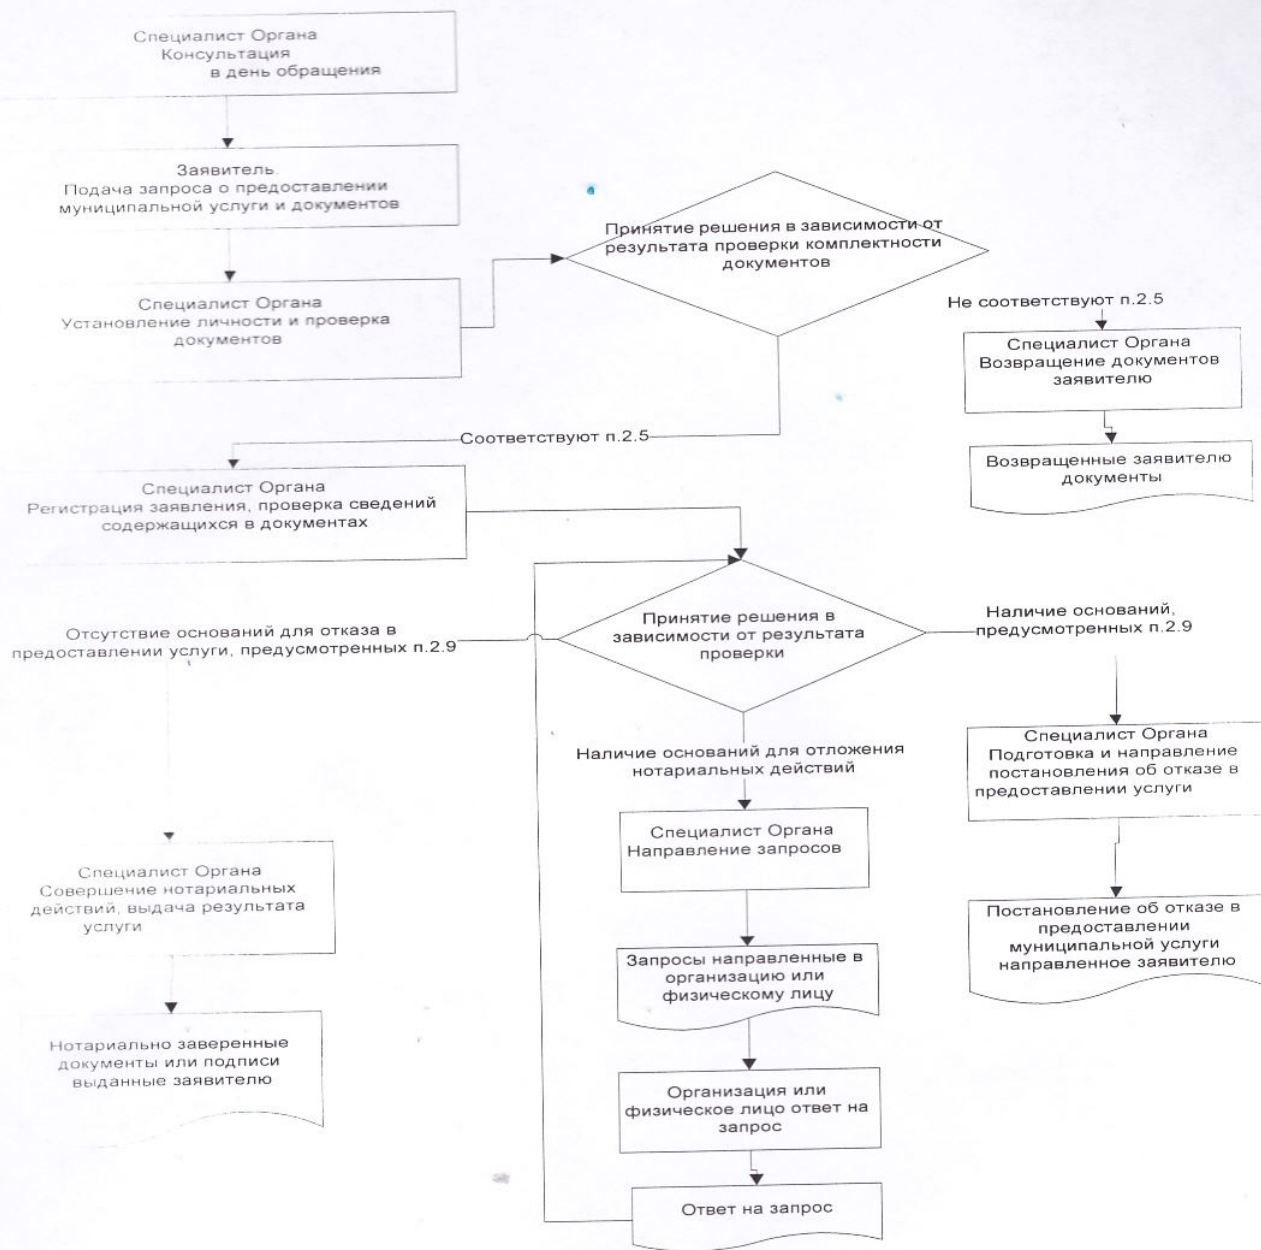 Специалист Органа
Консультация
в день обращения
Заявитель.
Подача запроса о предоставлении
муниципальной услуги и документов
Специалист Органа
Установление личности и проверка
документов
Принятие решения в зависимости от
результата проверки комплектности
документов
Не соответствуют п.2.5
Специалист Органа
Возвращение документов
заявителю
Возвращенные заявителю
документы
Соответствуют п.2.5
Специалист Органа
Регистрация заявления, проверка сведений
содержащихся в документах
Принятие решения в
зависимости от результата
проверки
Отсутствие оснований для отказа в
предоставлении услуги, предусмотренных п.2.9
Наличие оснований,
предусмотренных п.2.9
Наличие оснований для отложения
нотариальных действий
Специалист Органа
Подготовка и направление
постановления об отказе в
предоставлении услуги
Специалист Органа
Направление запросов
Специалист Органа
Совершение нотариальных
действий, выдача результата
услуги
Постановление об отказе в
предоставлении
муниципальной услуги
направленное заявителю
Запросы направленные в
организацию или
физическому лицу
Нотариально заверенные
документы или подписи
выданные заявителю
Организация или
физическое лицо ответ на
запрос
Ответ на запрос